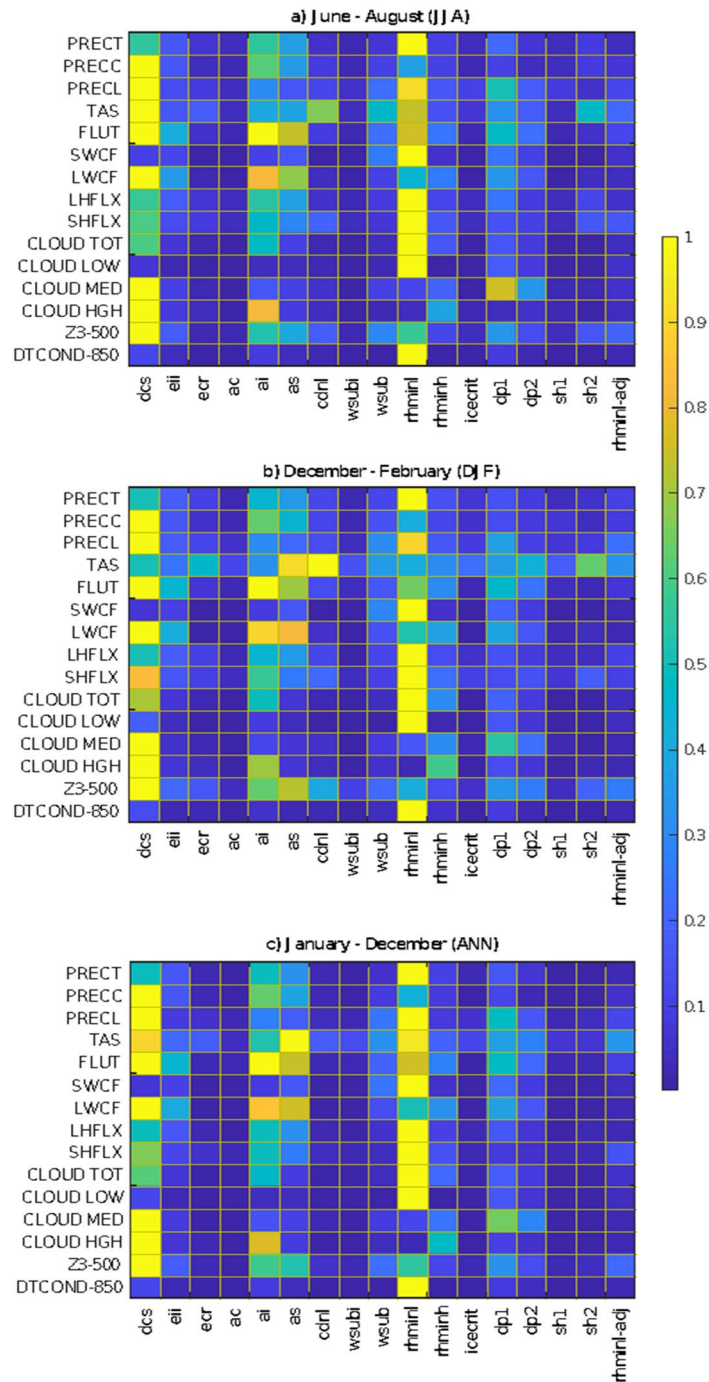 a) June - August (JJA)
PRECT
PRECC
PRECL
TAS
FLUT
SWCF
LWCF
LHFLX
SHFLX
CLOUD TOT
CLOUD LOW
CLOUD MED
CLOUD HGH
Z3-500
DTCOND-850
dcs eii ecr ac ai as cdnl wsubi wsub rhminl rhminh icecrit dp1 dp2 sh1 sh2 rhminl-adj
b) December - February (DJF)
PRECT
PRECC
PRECL
TAS
FLUT
SWCF
LWCF
LHFLX
SHFLX
CLOUD TOT
CLOUD LOW
CLOUD MED
CLOUD HGH
Z3-500
DTCOND-850
dcs eii ecr ac ai as cdnl wsubi wsub rhminl rhminh icecrit dp1 dp2 sh1 sh2 rhminl-adj
c) January - December (ANN)
PRECT
PRECC
PRECL
TAS
FLUT
SWCF
LWCF
LHFLX
SHFLX
CLOUD TOT
CLOUD LOW
CLOUD MED
CLOUD HGH
Z3-500
DTCOND-850
dcs eii ecr ac ai as cdnl wsubi wsub rhminl rhminh icecrit dp1 dp2 sh1 sh2 rhminl-adj
1
0.9
0.8
0.7
0.6
0.5
0.4
0.3
0.2
0.1